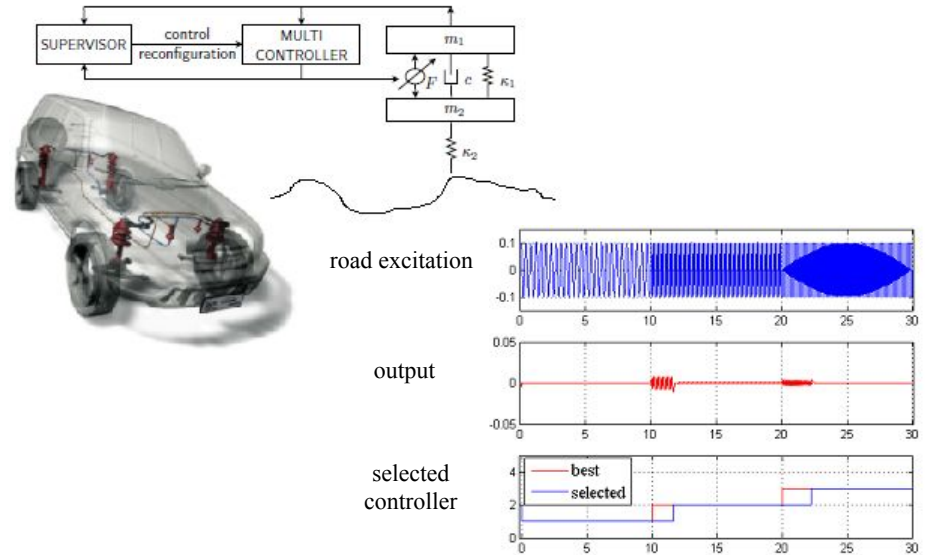 SUPERVISOR
control
reconfiguration
MULTI
CONTROLLER
m₁
F
c
κ₁
m₂
κ₂
road excitation
0.1
0
-0.1
0 5 10 15 20 25 30
output
0.05
0
-0.05
0 5 10 15 20 25 30
selected
controller
4
2
0
best
selected
0 5 10 15 20 25 30